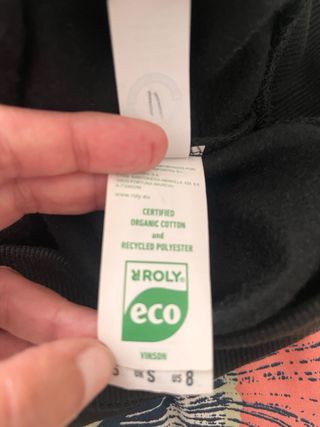 www.roly.eu
CERTIFIED
ORGANIC COTTON
and
RECYCLED POLYESTER
ROLY®
eco
VINSON
S UK S US 8